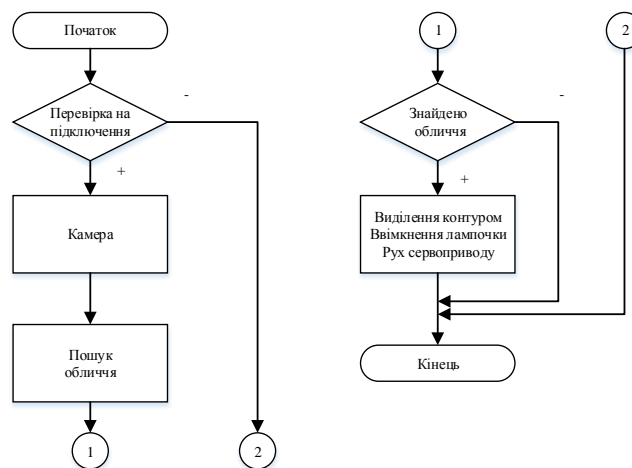 Початок
Перевірка на
підключення
-
+
Камера
Пошук
обличчя
1
2
1
2
Знайдено
обличчя
-
+
Виділення контуром
Ввімкнення лампочки
Рух сервоприводу
Кінець